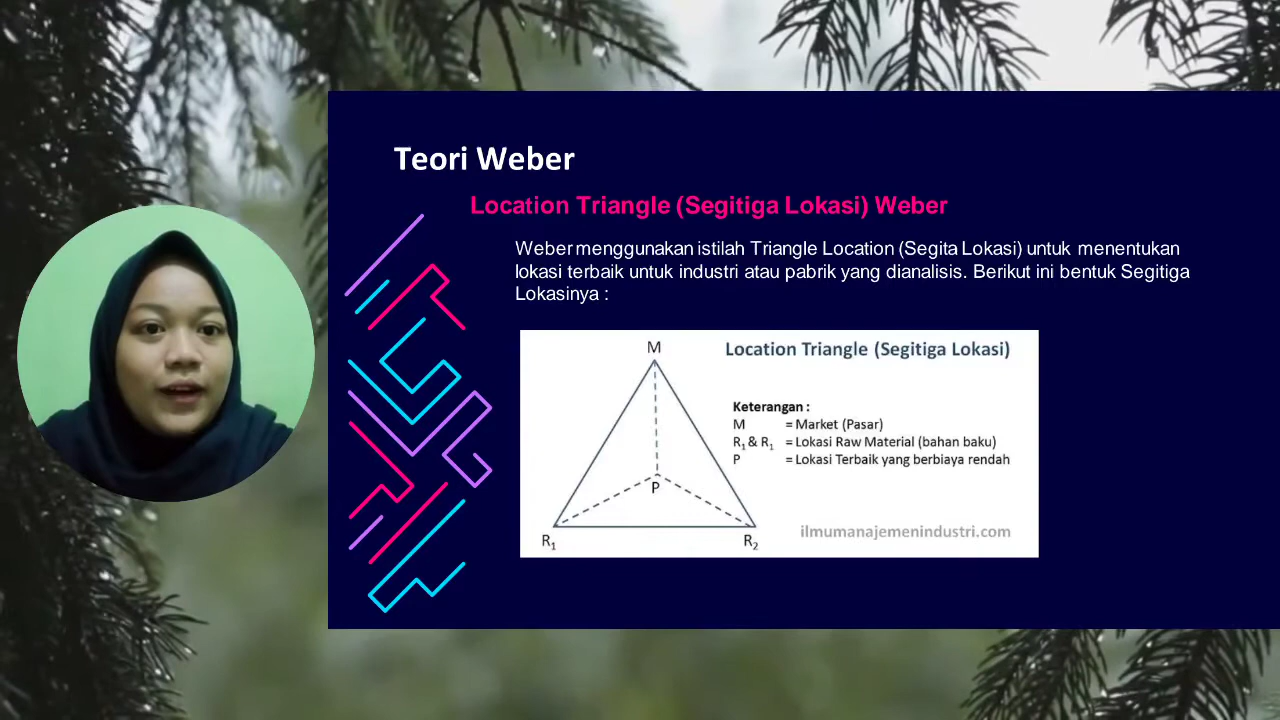 Teori Weber
Location Triangle (Segitiga Lokasi) Weber
Weber menggunakan istilah Triangle Location (Segita Lokasi) untuk menentukan
lokasi terbaik untuk industri atau pabrik yang dianalisis. Berikut ini bentuk Segitiga
Lokasinya :
Location Triangle (Segitiga Lokasi)
M
Keterangan :
M = Market (Pasar)
R1 & R1 = Lokasi Raw Material (bahan baku)
P = Lokasi Terbaik yang berbiaya rendah
P
ilmumanajemenindustri.com
R1
R2